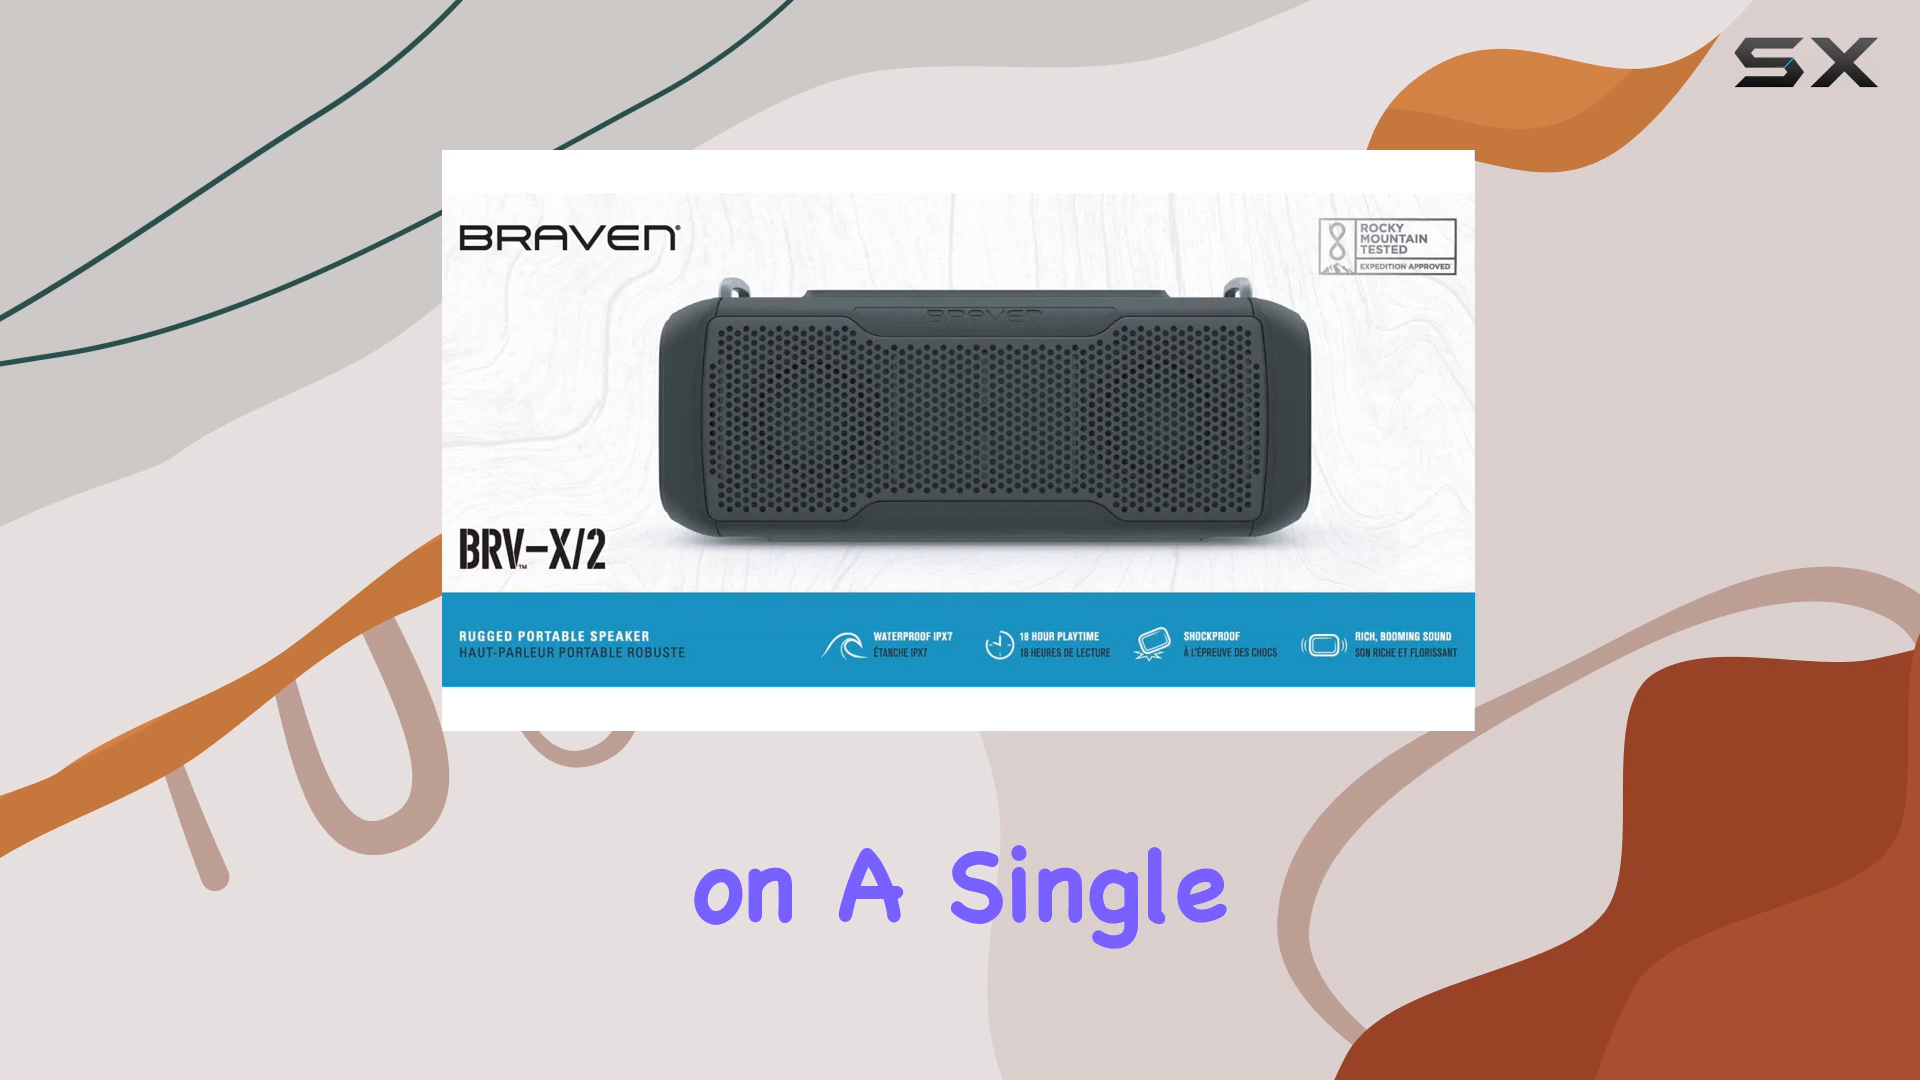 SX
BRAVEN
ROCKY
MOUNTAIN
TESTED
EXPEDITION APPROVED
BRAVEN
BRV-X/2
™
RUGGED PORTABLE SPEAKER
HAUT-PARLEUR PORTABLE ROBUSTE
WATERPROOF IPX7
ÉTANCHE IPX7
18 HOUR PLAYTIME
18 HEURES DE LECTURE
SHOCKPROOF
À L'ÉPREUVE DES CHOCS
RICH, BOOMING SOUND
SON RICHE ET FLORISSANT
on A Single